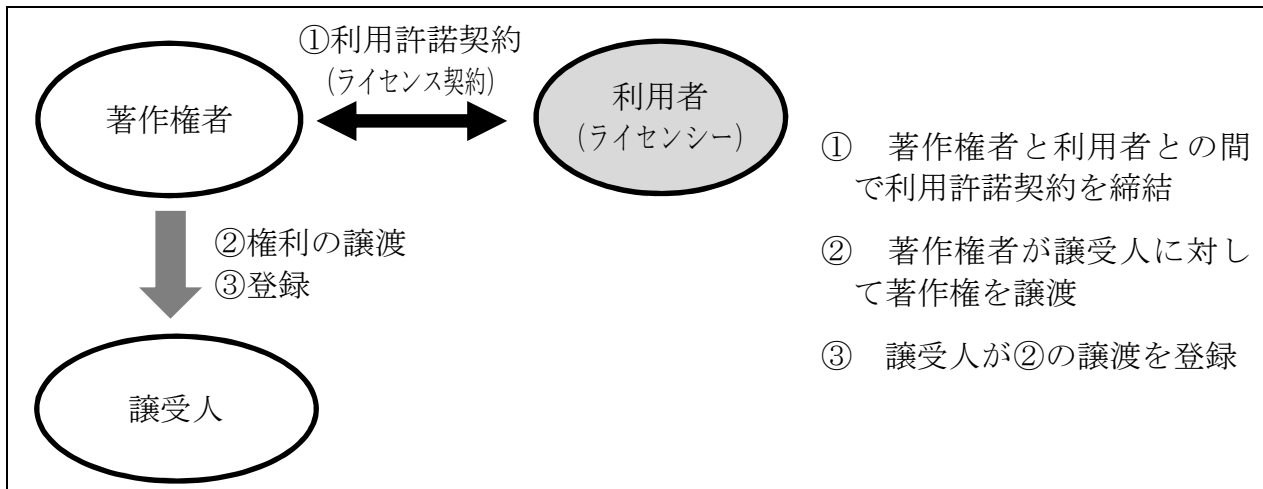 ①利用許諾契約
(ライセンス契約)
著作権者
利用者
(ライセンシー)
②権利の譲渡
③登録
譲受人
①　著作権者と利用者との間
で利用許諾契約を締結
②　著作権者が譲受人に対し
て著作権を譲渡
③　譲受人が②の譲渡を登録